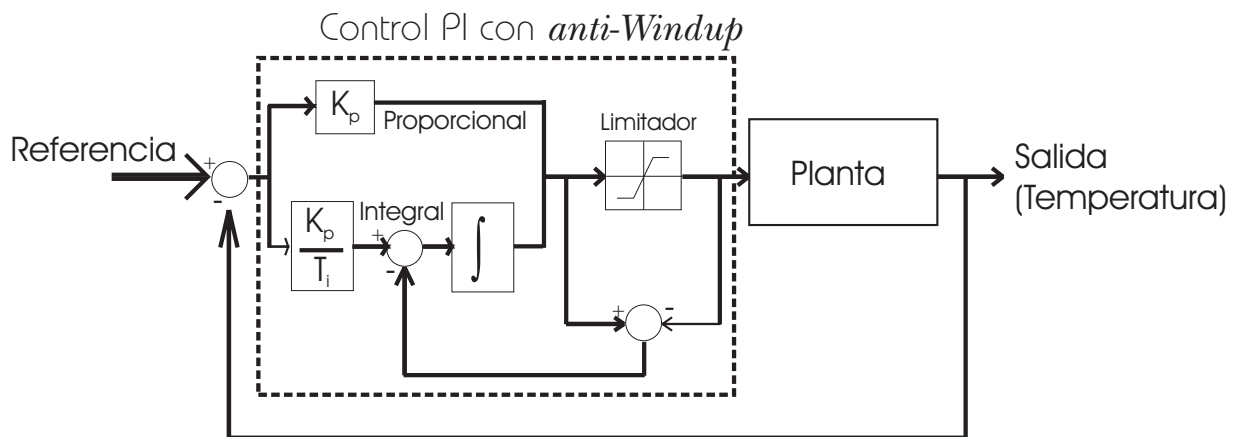 Control PI con anti-Windup
Kp
Proporcional
Limitador
Referencia
+
-
Planta
Salida
(Temperatura)
Integral
Kp
Ti
+
-
∫
+
-